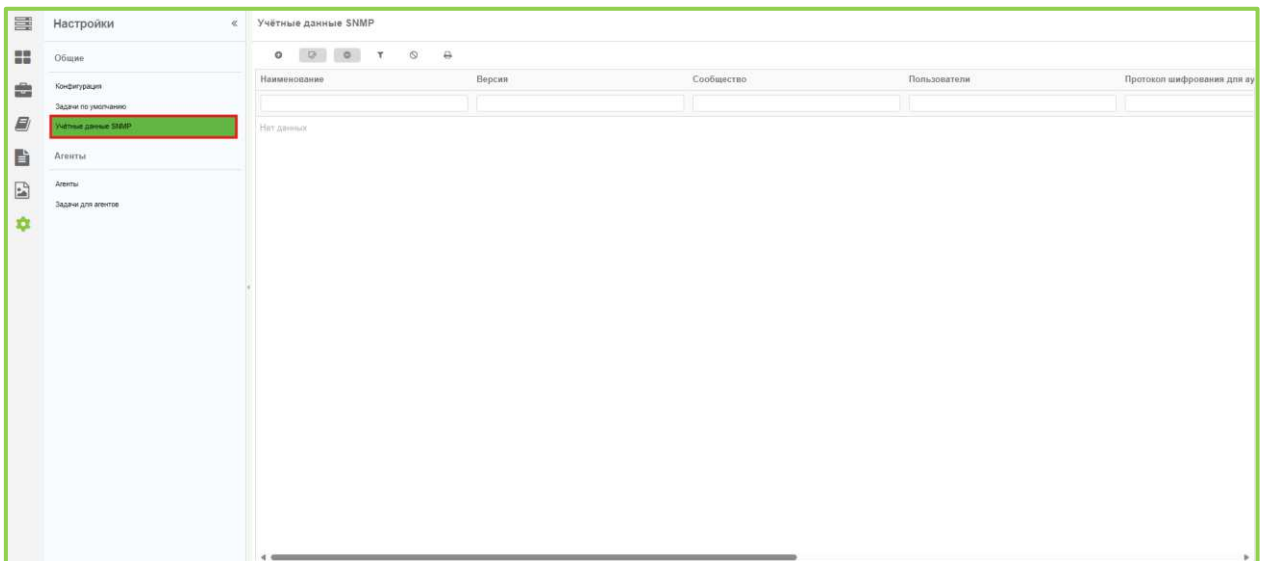 Настройки
«
Учётные данные SNMP
Общие
Наименование
Версия
Сообщество
Пользователи
Протокол шифрования для ау
Конфигурация
Задачи по умолчанию
Учётные данные SNMP
Нет данных
Агенты
Агенты
Задачи для агентов